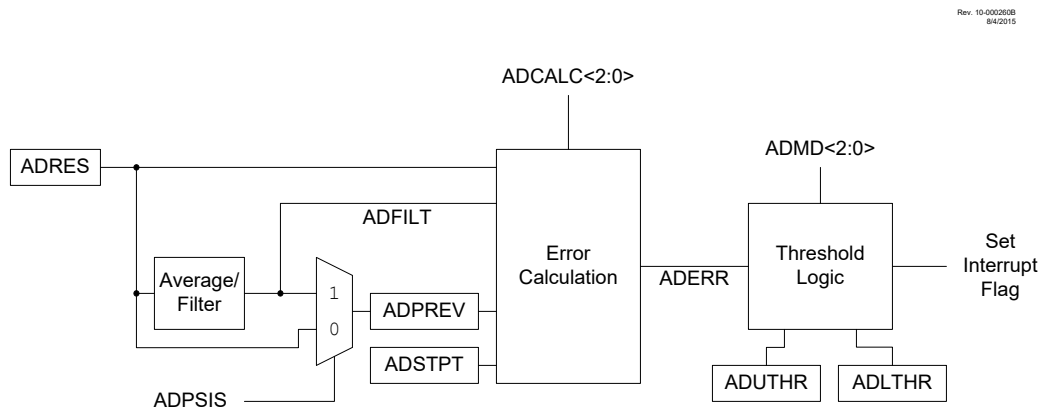 Rev. 10-000260B
8/4/2015
ADCALC<2:0>
ADMD<2:0>
ADRES
ADFILT
Error
Calculation
Threshold
Logic
Set
Interrupt
Flag
ADERR
Average/
Filter
1
0
ADPREV
ADSTPT
ADUTHR
ADLTHR
ADPSIS